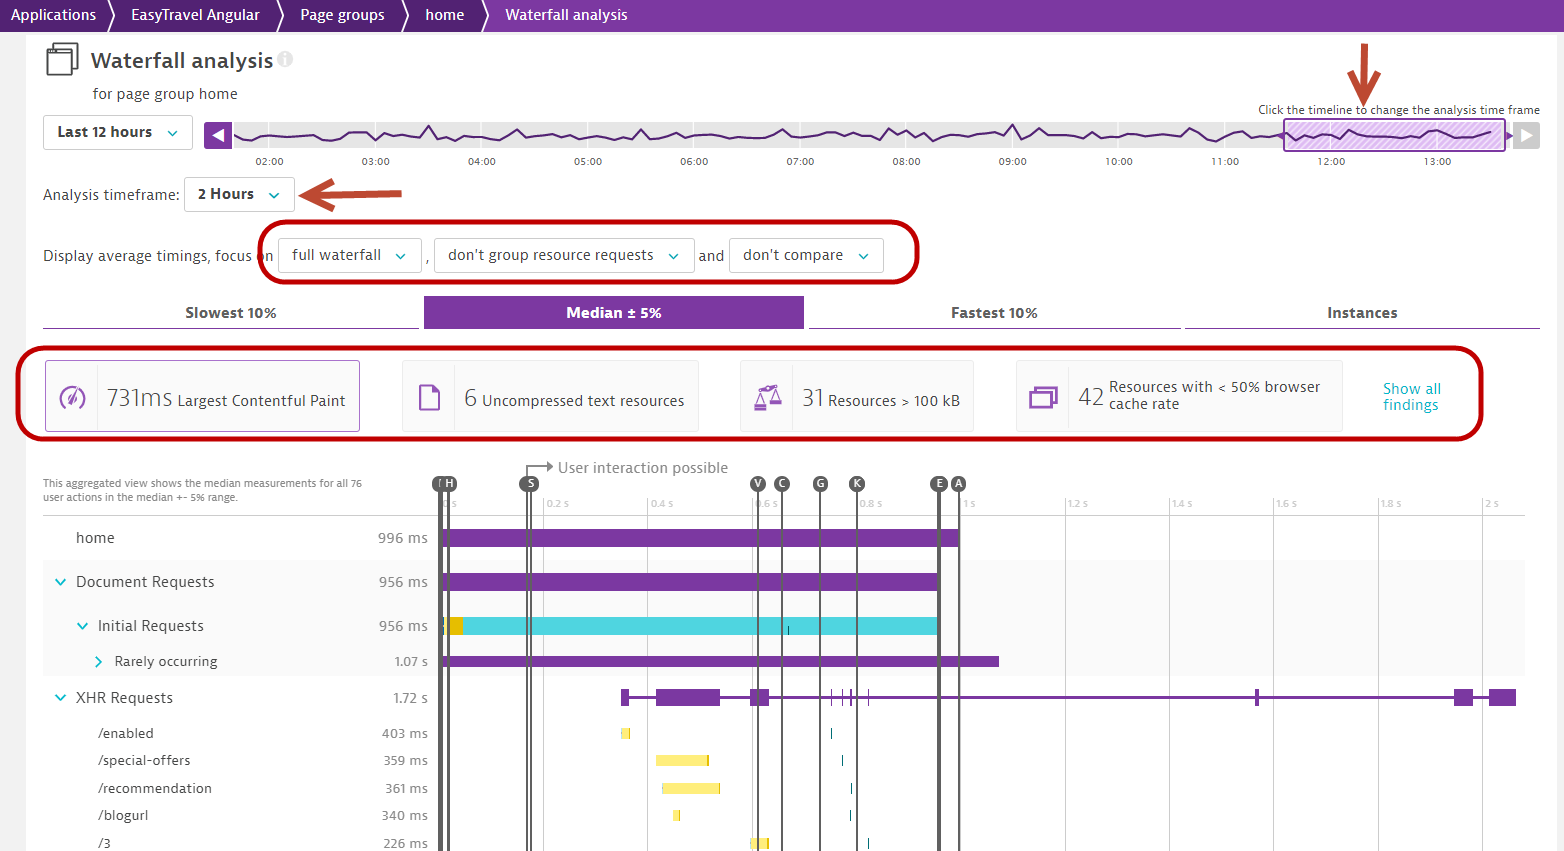 Applications EasyTravel Angular Page groups home Waterfall analysis
Waterfall analysis
for page group home
Click the timeline to change the analysis time frame
Last 12 hours
02:00 03:00 04:00 05:00 06:00 07:00 08:00 09:00 10:00 11:00 12:00 13:00
Analysis timeframe: 2 Hours
Display average timings, focus on full waterfall , don't group resource requests and don't compare
Slowest 10% Median ± 5% Fastest 10% Instances
731ms Largest Contentful Paint
6 Uncompressed text resources
31 Resources > 100 kB
42 Resources with < 50% browser
cache rate
Show all
findings
User interaction possible
This aggregated view shows the median measurements for all 76
user actions in the median +- 5% range.
H S V C G K E A
0.2 s 0.4 s 0.6 s 0.8 s 1 s 1.2 s 1.4 s 1.6 s 1.8 s 2 s
home 996 ms
Document Requests 956 ms
Initial Requests 956 ms
Rarely occurring 1.07 s
XHR Requests 1.72 s
/enabled 403 ms
/special-offers 359 ms
/recommendation 361 ms
/blogurl 340 ms
/3 226 ms